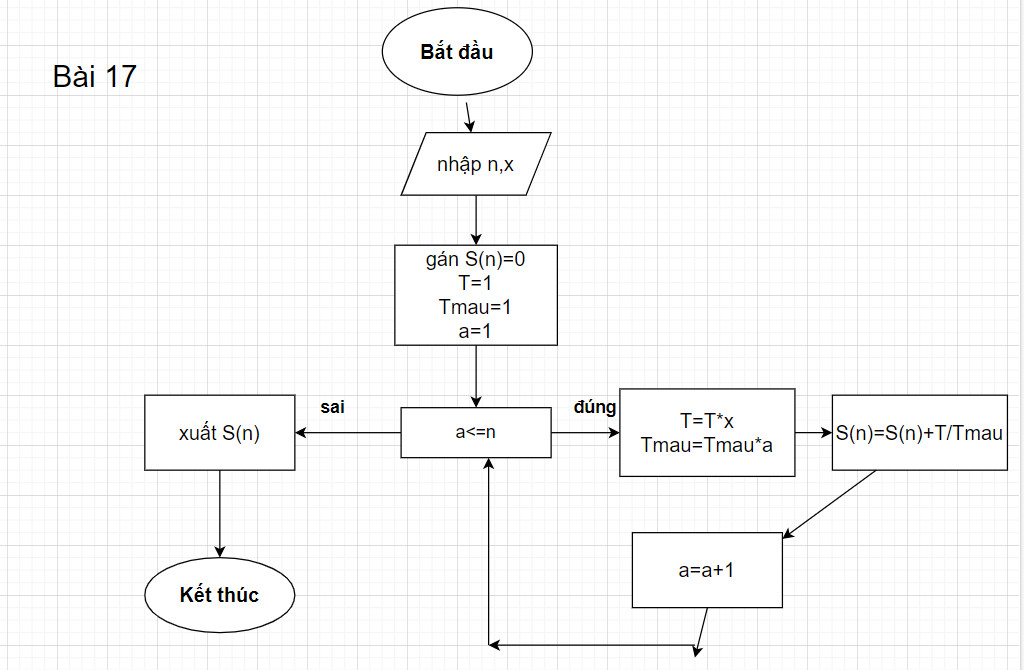 Bắt đầu
Bài 17
nhập n,x
gán S(n)=0
T=1
Tmau=1
a=1
sai
đúng
xuất S(n)
a<=n
T=T*x
Tmau=Tmau*a
S(n)=S(n)+T/Tmau
a=a+1
Kết thúc